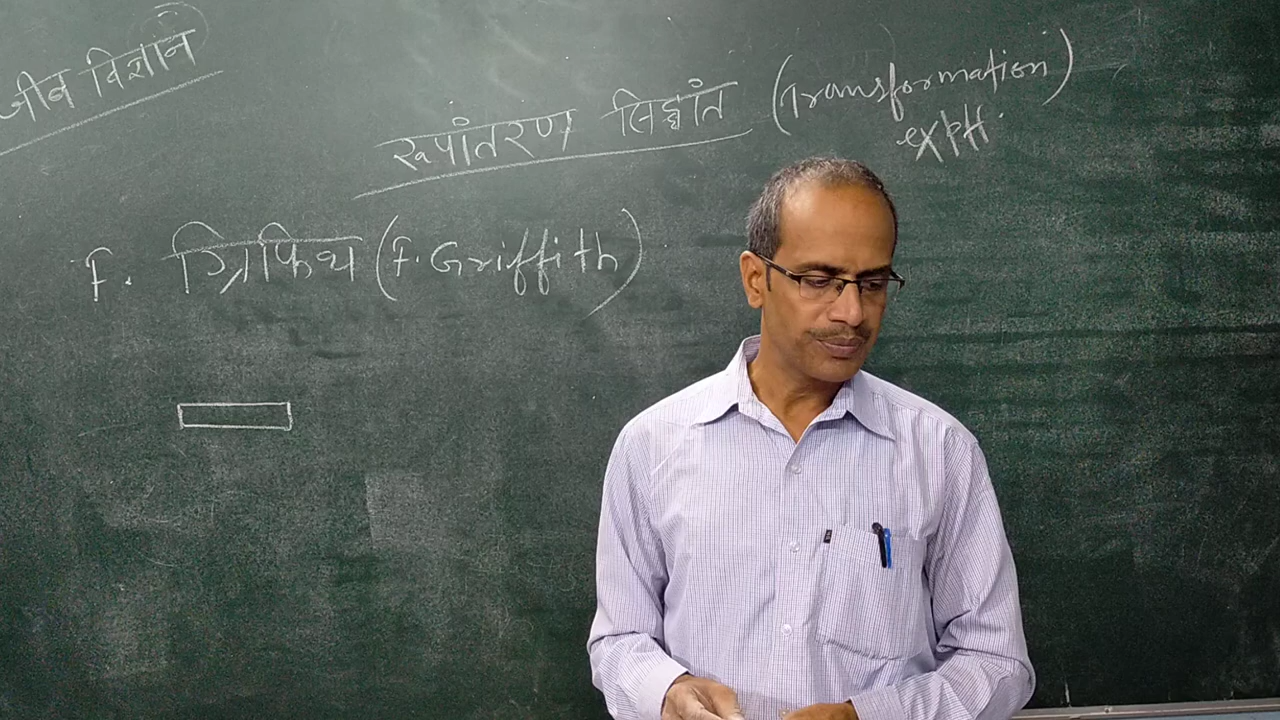 जीव विज्ञान
रूपांतरण सिद्धांत (Transformation)
expt.
F. ग्रिफिथ (F. Griffith)